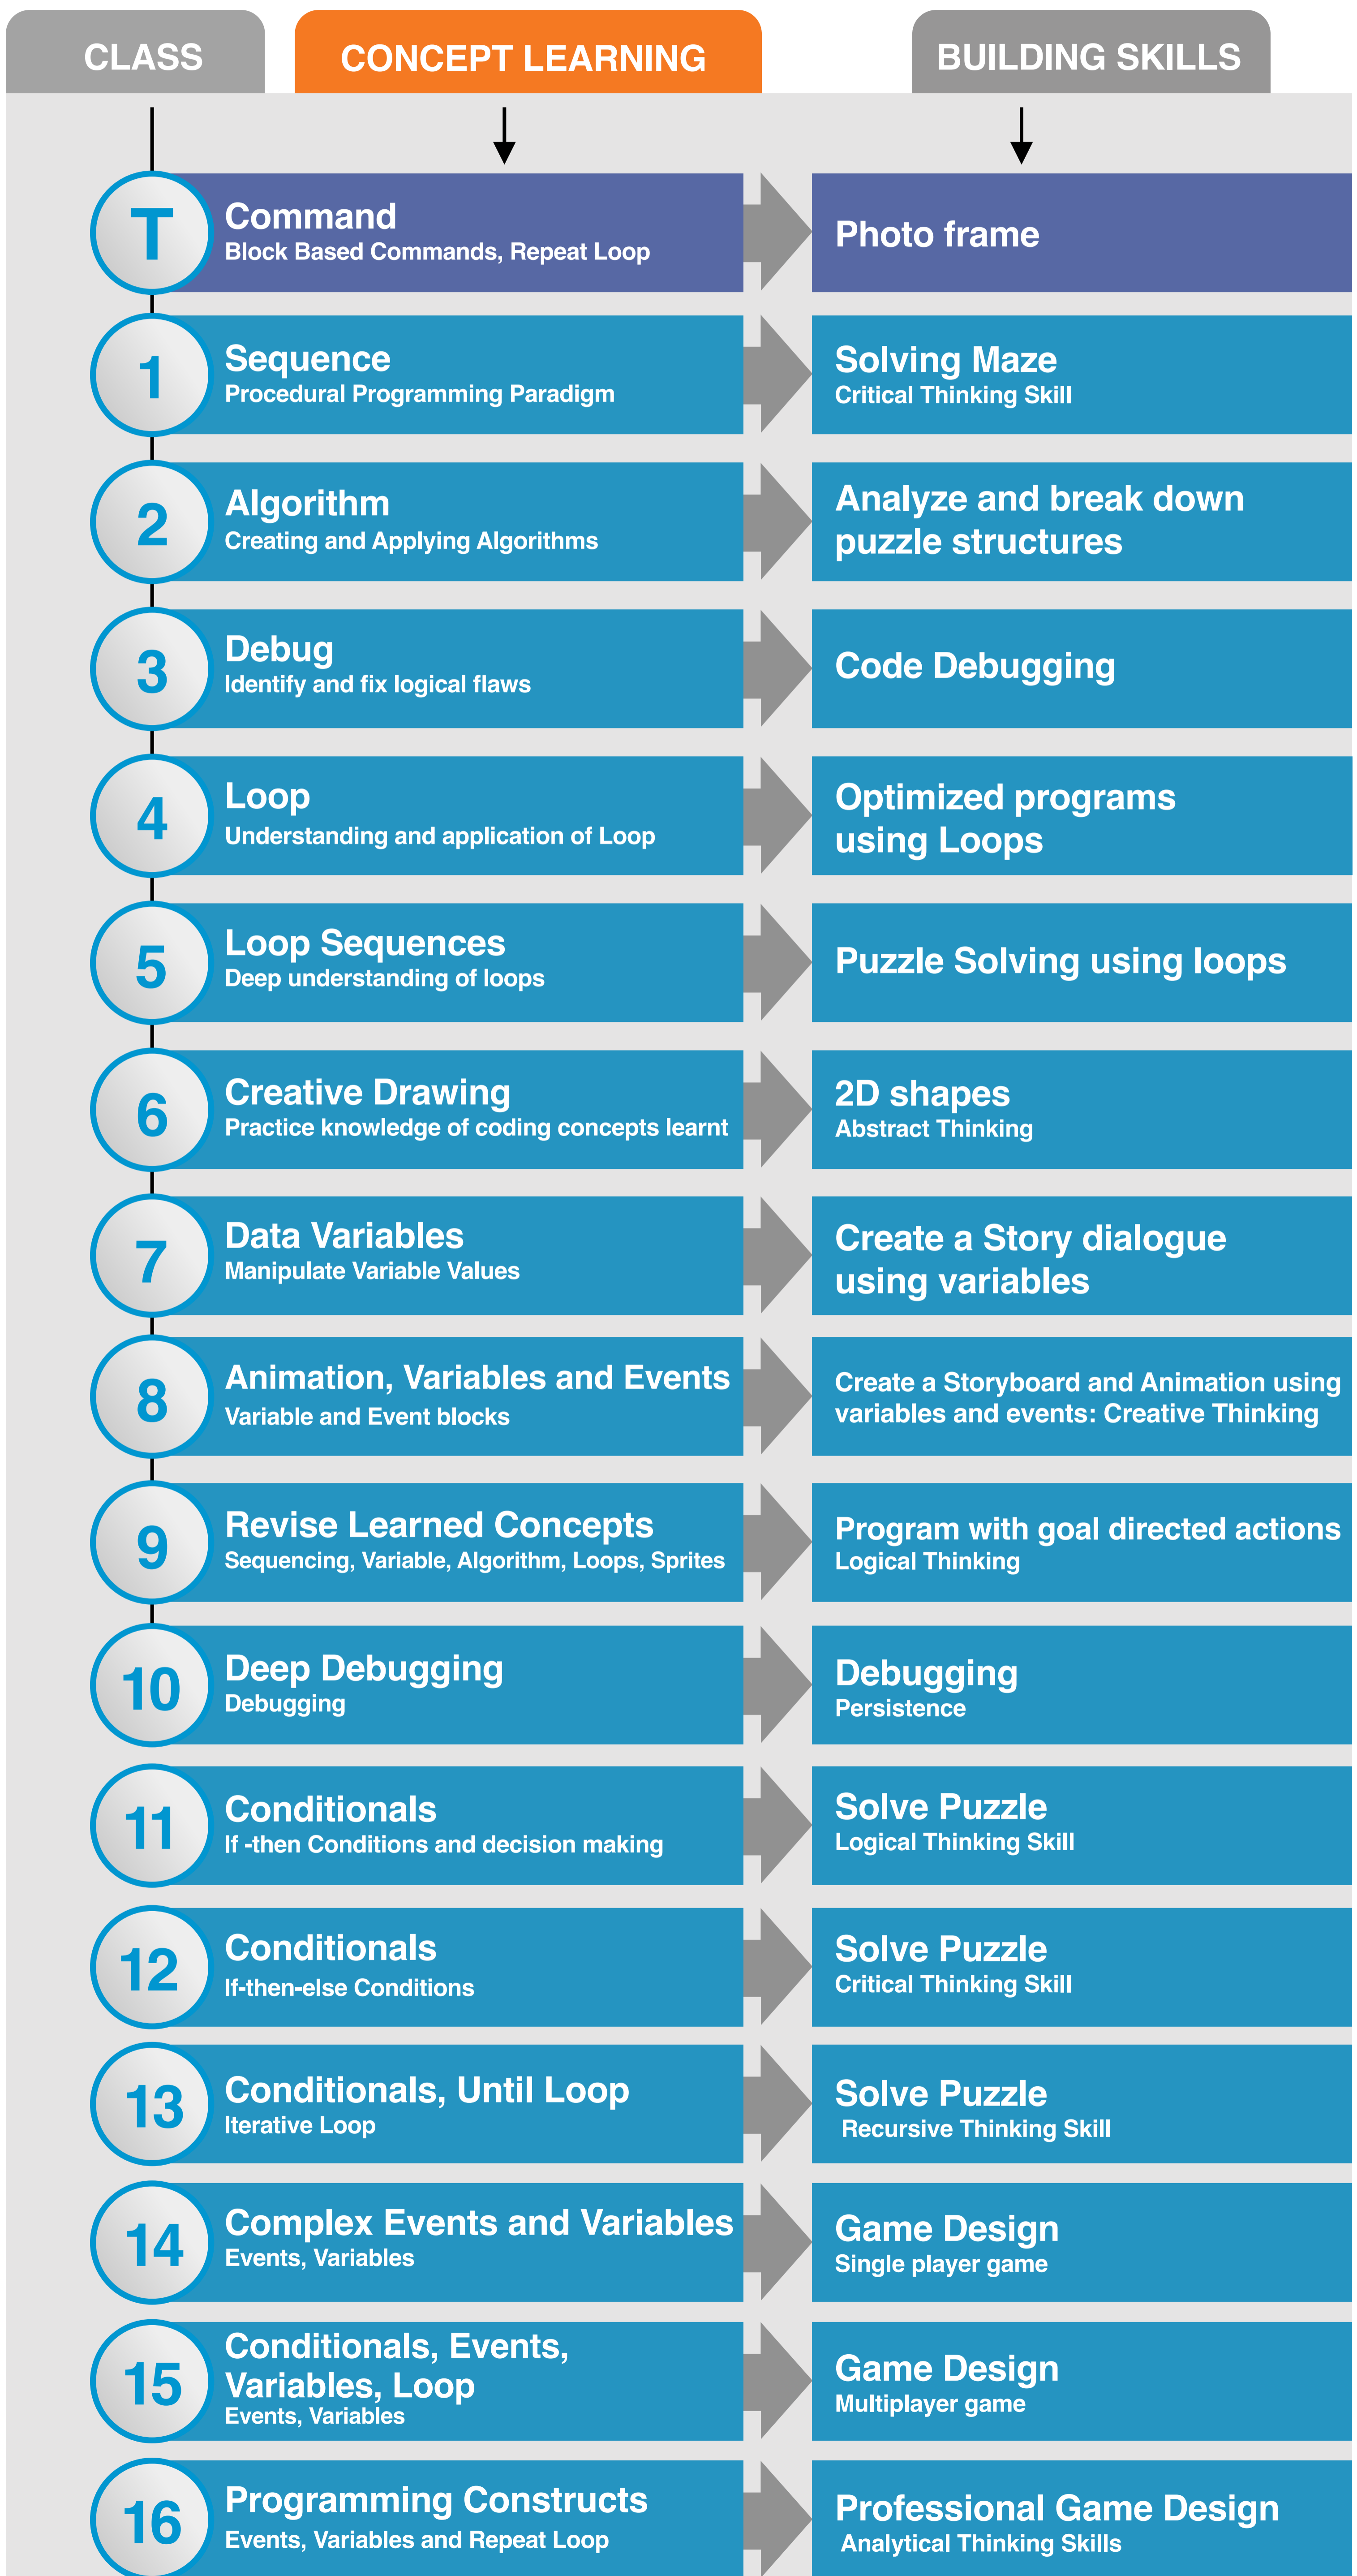 CLASS
CONCEPT LEARNING
BUILDING SKILLS
T
Command
Block Based Commands, Repeat Loop
Photo frame
1
Sequence
Procedural Programming Paradigm
Solving Maze
Critical Thinking Skill
2
Algorithm
Creating and Applying Algorithms
Analyze and break down
puzzle structures
3
Debug
Identify and fix logical flaws
Code Debugging
4
Loop
Understanding and application of Loop
Optimized programs
using Loops
5
Loop Sequences
Deep understanding of loops
Puzzle Solving using loops
6
Creative Drawing
Practice knowledge of coding concepts learnt
2D shapes
Abstract Thinking
7
Data Variables
Manipulate Variable Values
Create a Story dialogue
using variables
8
Animation, Variables and Events
Variable and Event blocks
Create a Storyboard and Animation using
variables and events: Creative Thinking
9
Revise Learned Concepts
Sequencing, Variable, Algorithm, Loops, Sprites
Program with goal directed actions
Logical Thinking
10
Deep Debugging
Debugging
Debugging
Persistence
11
Conditionals
If -then Conditions and decision making
Solve Puzzle
Logical Thinking Skill
12
Conditionals
If-then-else Conditions
Solve Puzzle
Critical Thinking Skill
13
Conditionals, Until Loop
Iterative Loop
Solve Puzzle
Recursive Thinking Skill
14
Complex Events and Variables
Events, Variables
Game Design
Single player game
15
Conditionals, Events,
Variables, Loop
Events, Variables
Game Design
Multiplayer game
16
Programming Constructs
Events, Variables and Repeat Loop
Professional Game Design
Analytical Thinking Skills